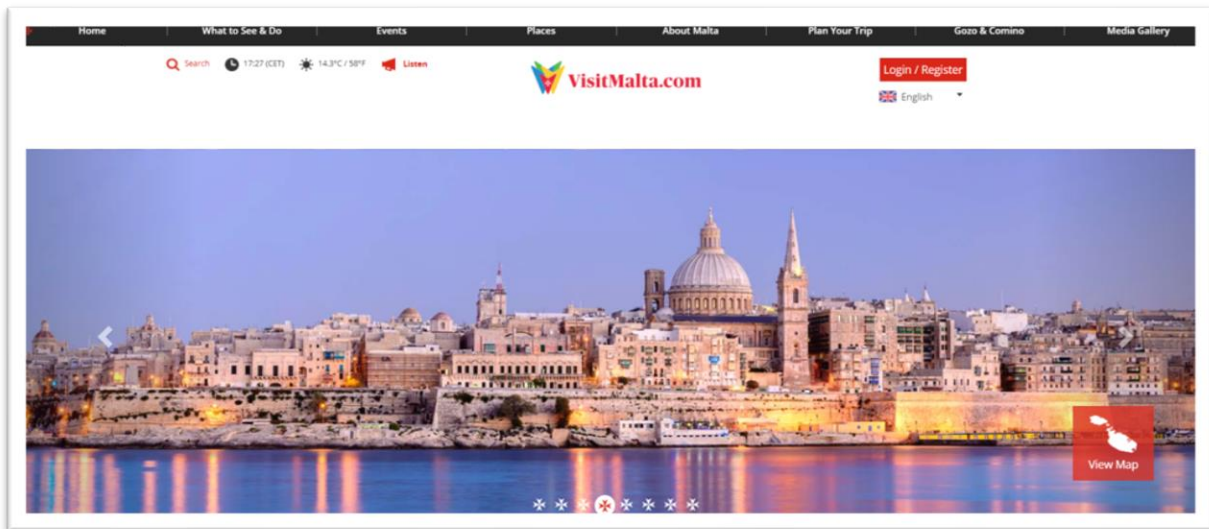 Home | What to See & Do | Events | Places | About Malta | Plan Your Trip | Gozo & Comino | Media Gallery
Search 17:27 (CET) 14.3°C / 58°F Listen
VisitMalta.com
Login / Register
English
View Map